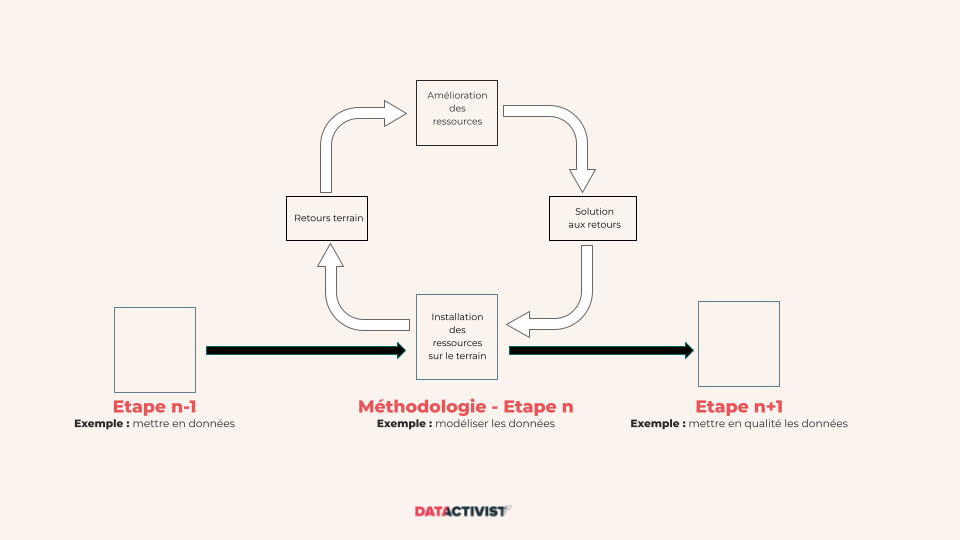 Amélioration
des
ressources
Retours terrain
Solution
aux retours
Installation
des
ressources
sur le terrain
Etape n-1
Exemple : mettre en données
Méthodologie - Etape n
Exemple : modéliser les données
Etape n+1
Exemple : mettre en qualité les données
DATACTIVIST